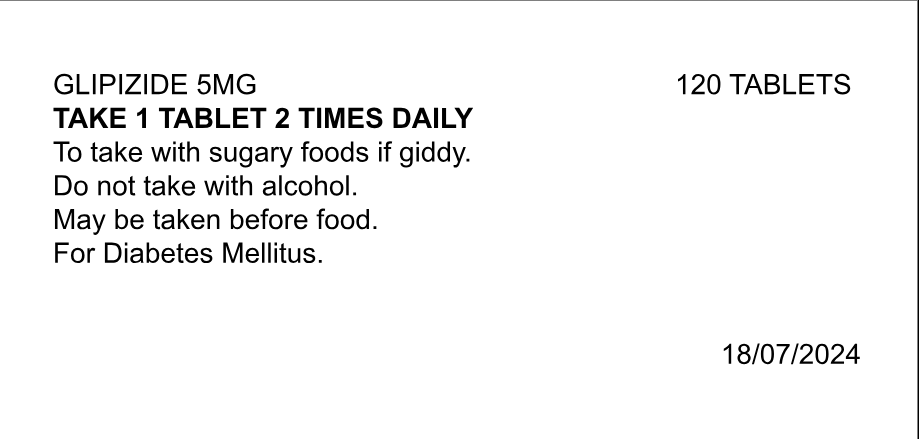 GLIPIZIDE 5MG 120 TABLETS
TAKE 1 TABLET 2 TIMES DAILY
To take with sugary foods if giddy.
Do not take with alcohol.
May be taken before food.
For Diabetes Mellitus.
18/07/2024